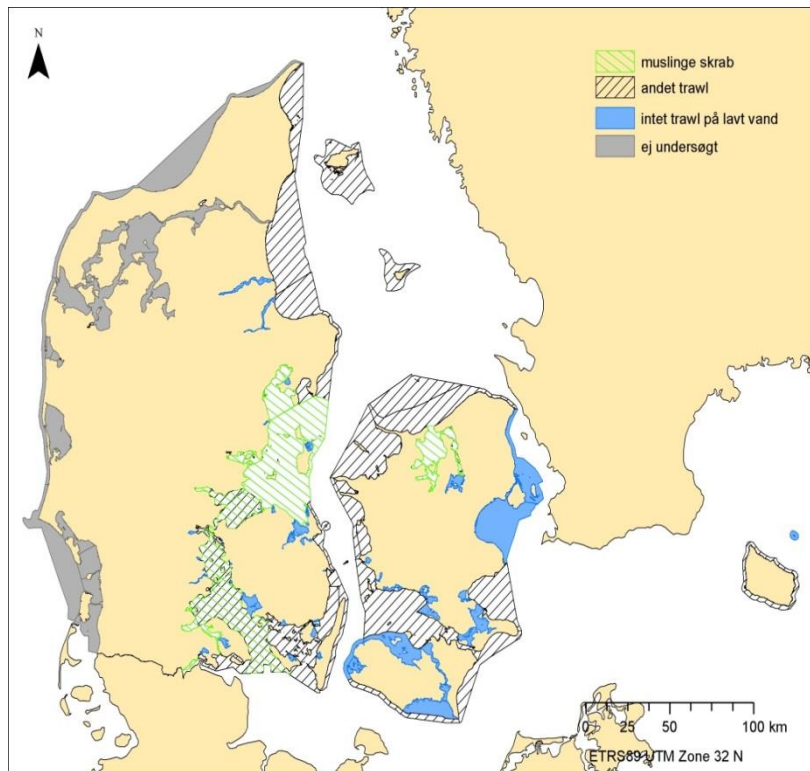 N
muslinge skrab
andet trawl
intet trawl på lavt vand
ej undersøgt
0 25 50 100 km
ETRS89 UTM Zone 32 N